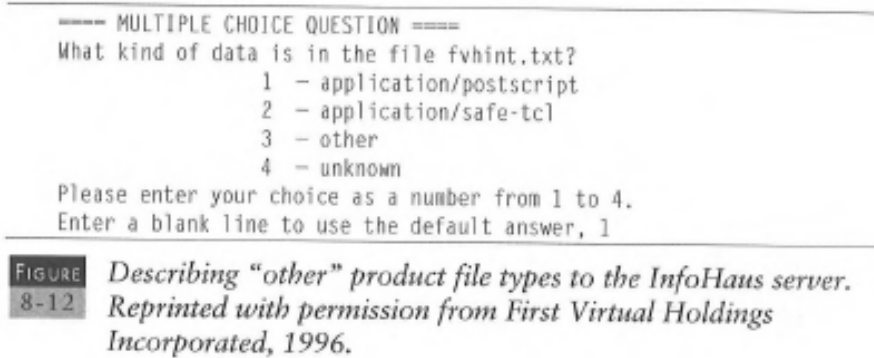 ==== MULTIPLE CHOICE QUESTION ====
What kind of data is in the file fvhint.txt?
1 – application/postscript
2 – application/safe-tcl
3 – other
4 – unknown
Please enter your choice as a number from 1 to 4.
Enter a blank line to use the default answer, 1
FIGURE 8-12
Describing “other” product file types to the InfoHaus server.
Reprinted with permission from First Virtual Holdings
Incorporated, 1996.